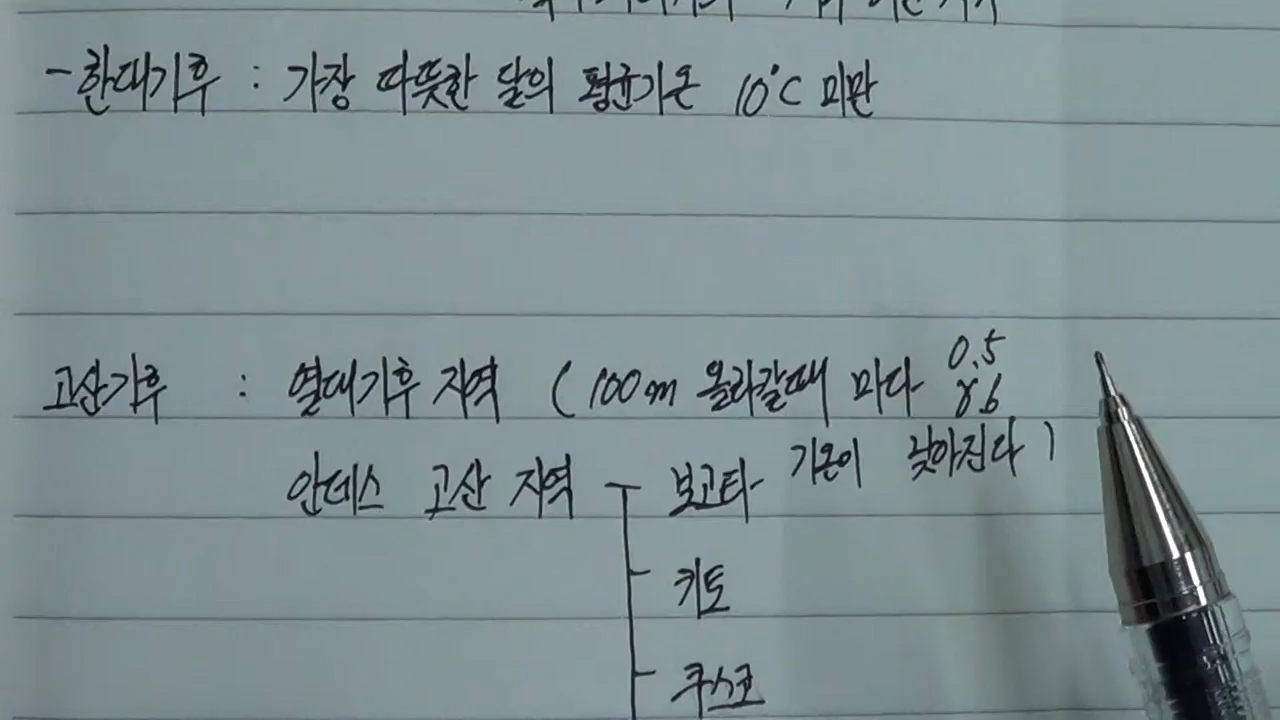 -한대기후 : 가장 따뜻한 달의 평균기온 10°C 미만
고산기후 : 열대기후 지역 (100m 올라갈때 마다 0.5
0.6
기온이 낮아진다)
안데스 고산 지역 보고타
키토
쿠스코